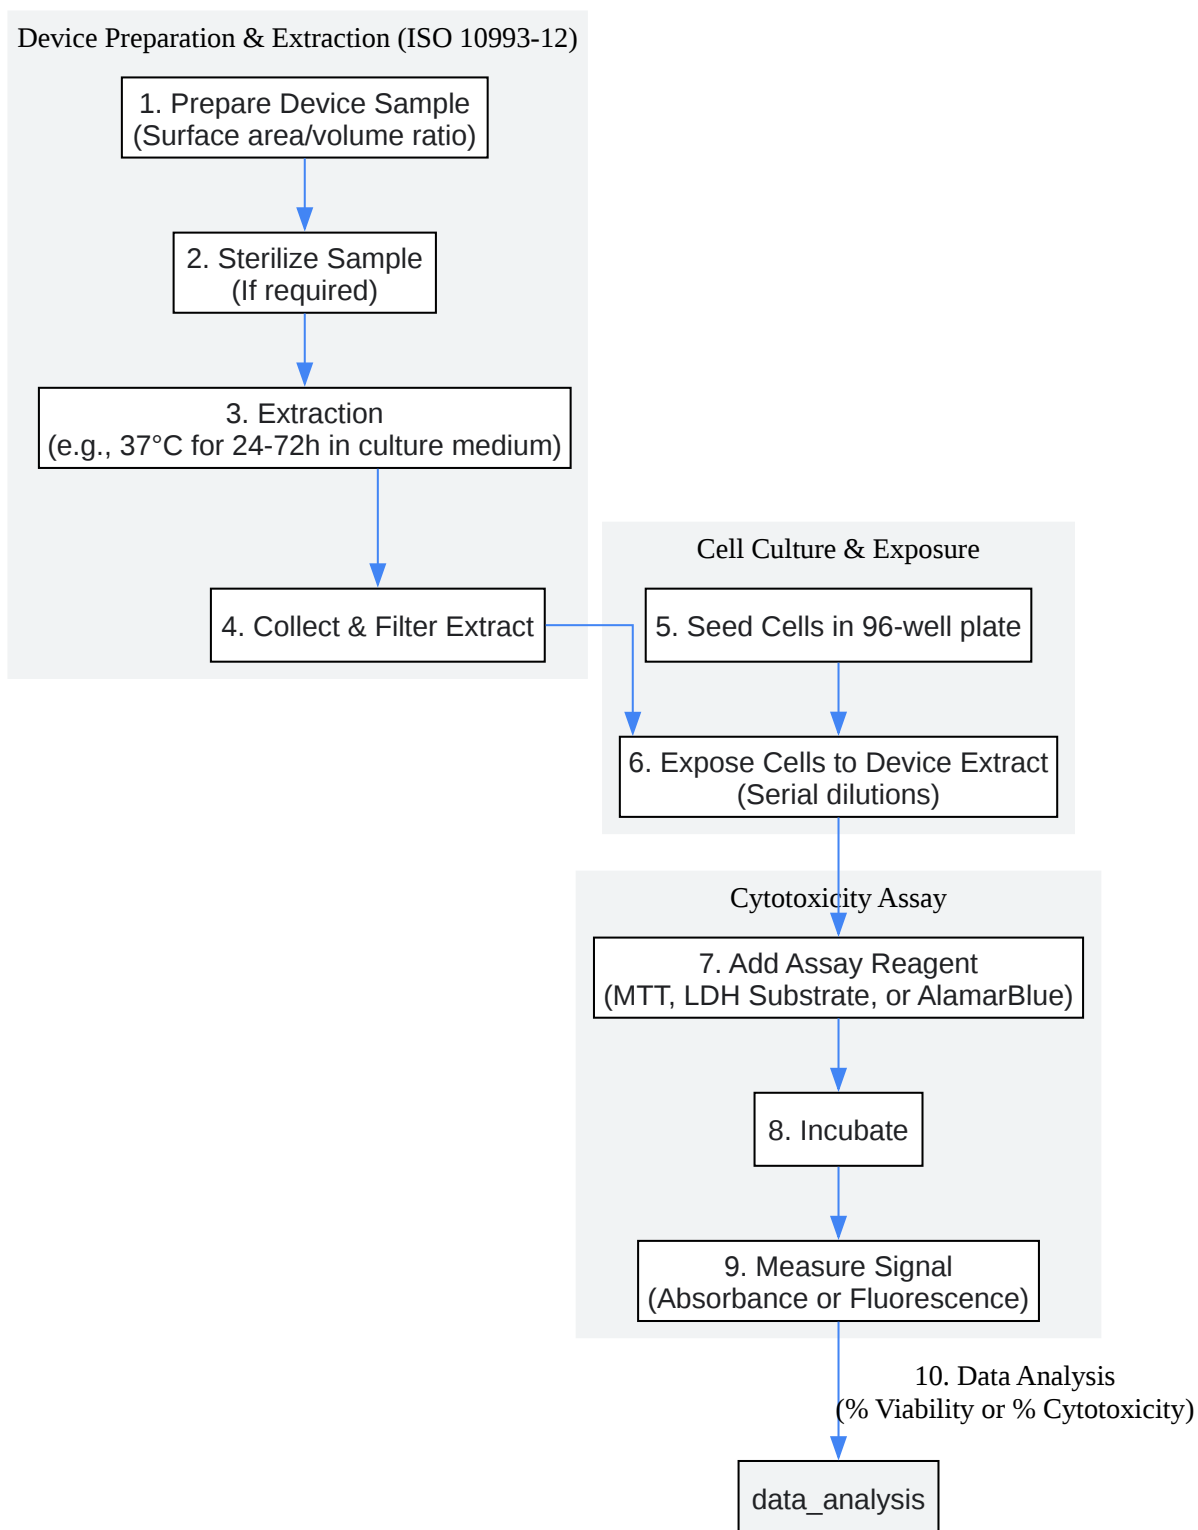 Device Preparation & Extraction (ISO 10993-12)
1. Prepare Device Sample
(Surface area/volume ratio)
2. Sterilize Sample
(If required)
3. Extraction
(e.g., 37°C for 24-72h in culture medium)
4. Collect & Filter Extract
Cell Culture & Exposure
5. Seed Cells in 96-well plate
6. Expose Cells to Device Extract
(Serial dilutions)
Cytotoxicity Assay
7. Add Assay Reagent
(MTT, LDH Substrate, or AlamarBlue)
8. Incubate
9. Measure Signal
(Absorbance or Fluorescence)
10. Data Analysis
(% Viability or % Cytotoxicity)
data_analysis